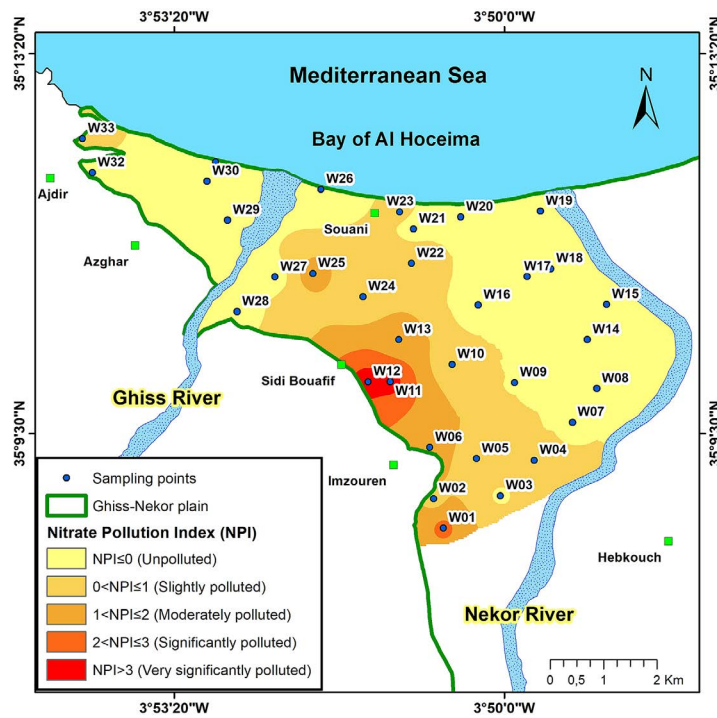 3°53'20"W
3°50'0"W
35°13'20"N
35°13'20"N
Mediterranean Sea
N
Bay of Al Hoceima
W33
W32
W30
W26
W23
W20
W19
Ajdir
W29
Souani
W21
Azghar
W22
W27
W25
W17
W18
W24
W28
W16
W15
W13
W14
W10
Sidi Bouafif
W12
W11
W09
W08
Ghiss River
W07
W06
W05
W04
35°9'30"N
35°9'30"N
Imzouren
W02
W03
W01
Hebkouch
Nekor River
Sampling points
Ghiss-Nekor plain
Nitrate Pollution Index (NPI)
NPI≤0 (Unpolluted)
0<NPI≤1 (Slightly polluted)
1<NPI≤2 (Moderately polluted)
2<NPI≤3 (Significantly polluted)
NPI>3 (Very significantly polluted)
0 0,5 1 2 Km
3°53'20"W
3°50'0"W